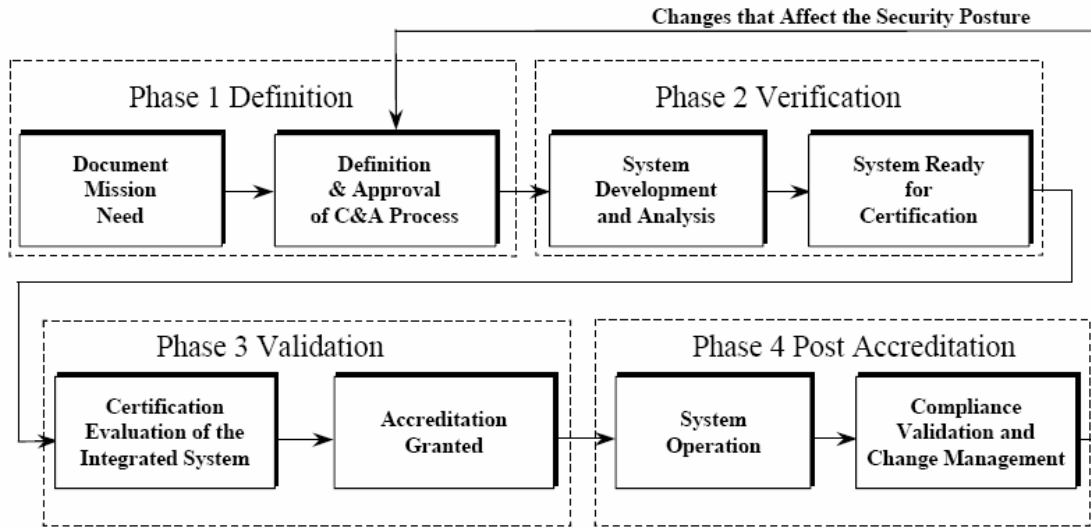 Changes that Affect the Security Posture
Phase 1 Definition
Document
Mission
Need
Definition
& Approval
of C&A Process
Phase 2 Verification
System
Development
and Analysis
System Ready
for
Certification
Phase 3 Validation
Certification
Evaluation of the
Integrated System
Accreditation
Granted
Phase 4 Post Accreditation
System
Operation
Compliance
Validation and
Change Management